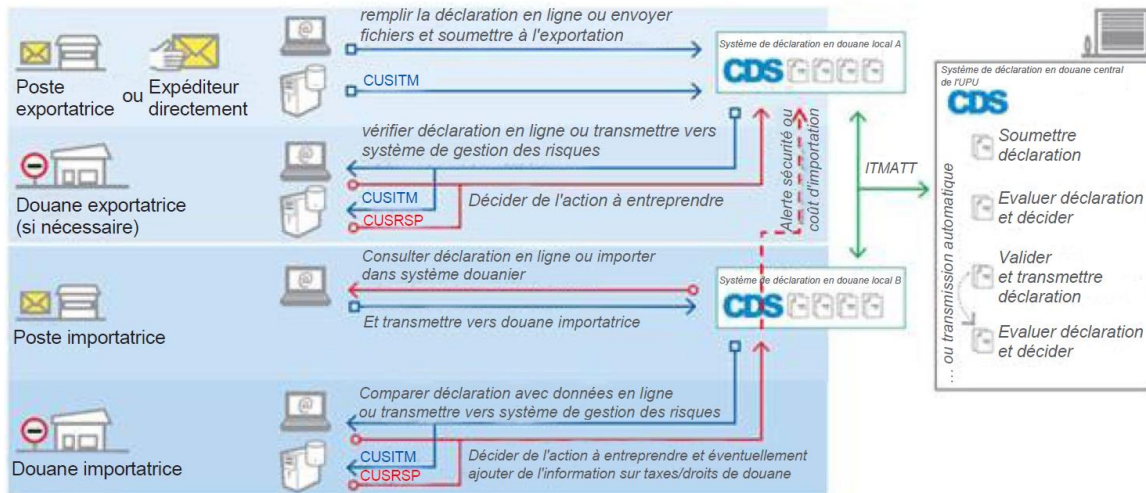 remplir la déclaration en ligne ou envoyer
fichiers et soumettre à l'exportation
Poste
exportatrice
ou
Expéditeur
directement
CUSITM
Système de déclaration en douane local A
CDS
vérifier déclaration en ligne ou transmettre vers
système de gestion des risques
Douane exportatrice
(si nécessaire)
CUSITM
CUSRSP
Décider de l'action à entreprendre
Alerte sécurité ou
coût d'importation
ITMATT
Consulter déclaration en ligne ou importer
dans système douanier
Poste importatrice
Et transmettre vers douane importatrice
Système de déclaration en douane local B
CDS
Comparer déclaration avec données en ligne
ou transmettre vers système de gestion des risques
Douane importatrice
CUSITM
CUSRSP
Décider de l'action à entreprendre et éventuellement
ajouter de l'information sur taxes/droits de douane
Système de déclaration en douane central
de l'UPU
CDS
Soumettre
déclaration
Evaluer déclaration
et décider
Valider
et transmettre
déclaration
Evaluer déclaration
et décider
... ou transmission automatique